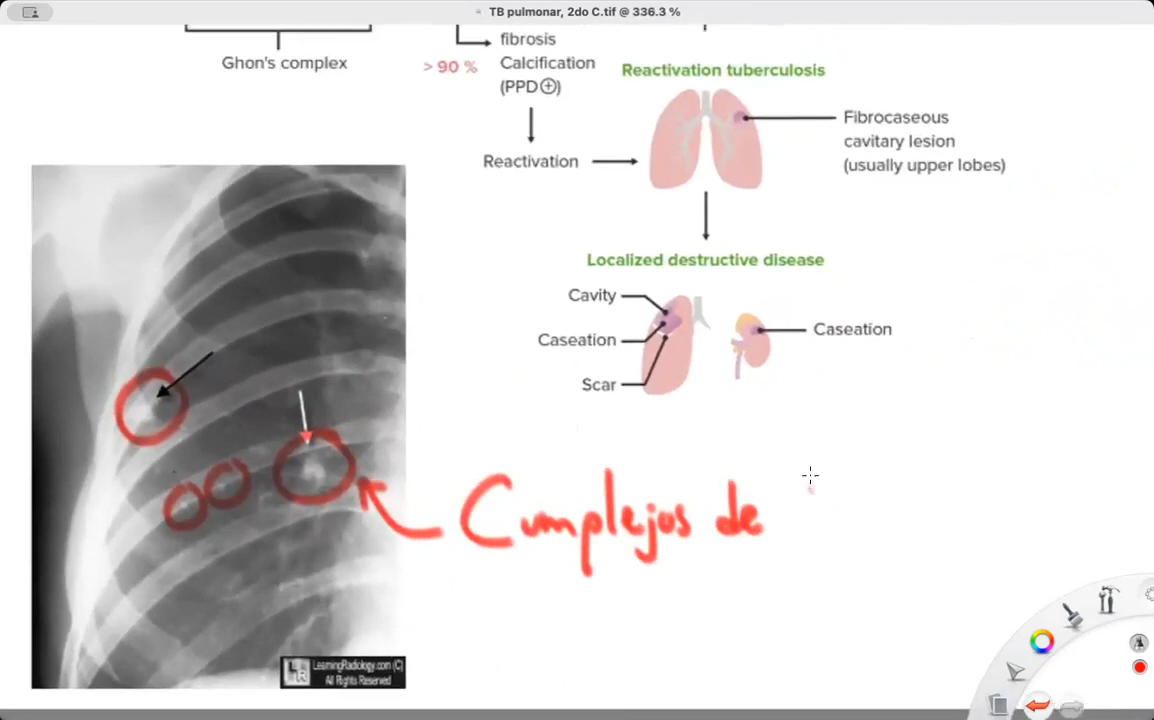 TB pulmonar, 2do C.tif @ 336.3 %
Ghon's complex
> 90 %
fibrosis
Calcification
(PPD⊕)
Reactivation
Reactivation tuberculosis
Fibrocaseous
cavitary lesion
(usually upper lobes)
Localized destructive disease
Cavity
Caseation
Scar
Caseation
Cumplejos de
LR
LearningRadiology.com (C)
All Rights Reserved